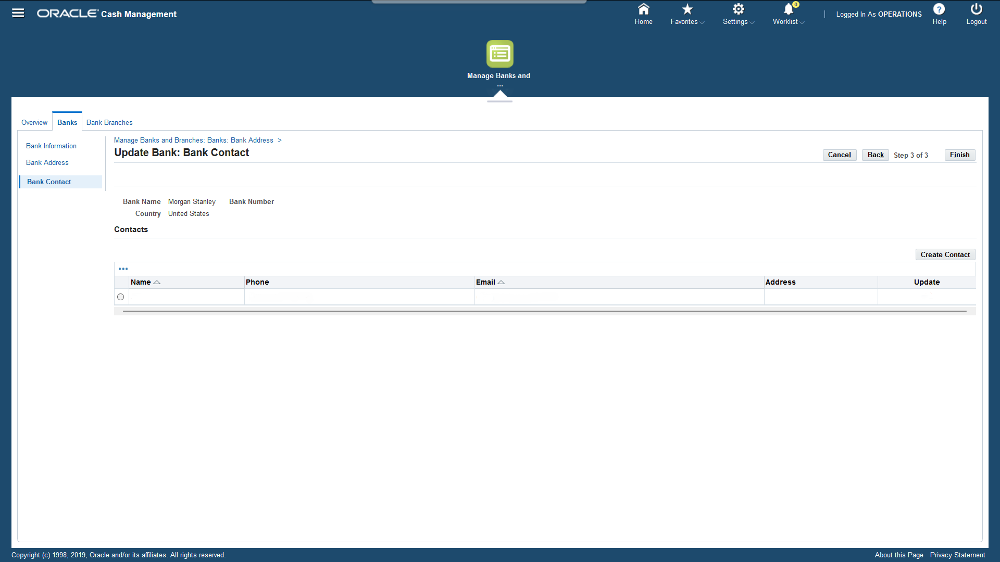 ORACLE® Cash Management
Home
Favorites
Settings
Worklist
0
Logged In As OPERATIONS
?
Help
Logout
Manage Banks and
...
Overview
Banks
Bank Branches
Bank Information
Bank Address
Bank Contact
Manage Banks and Branches: Banks: Bank Address >
Update Bank: Bank Contact
Cancel
Back
Step 3 of 3
Finish
Bank Name Morgan Stanley Bank Number
Country United States
Contacts
Create Contact
Name Phone Email Address Update
Copyright (c) 1998, 2019, Oracle and/or its affiliates. All rights reserved.
About this Page Privacy Statement